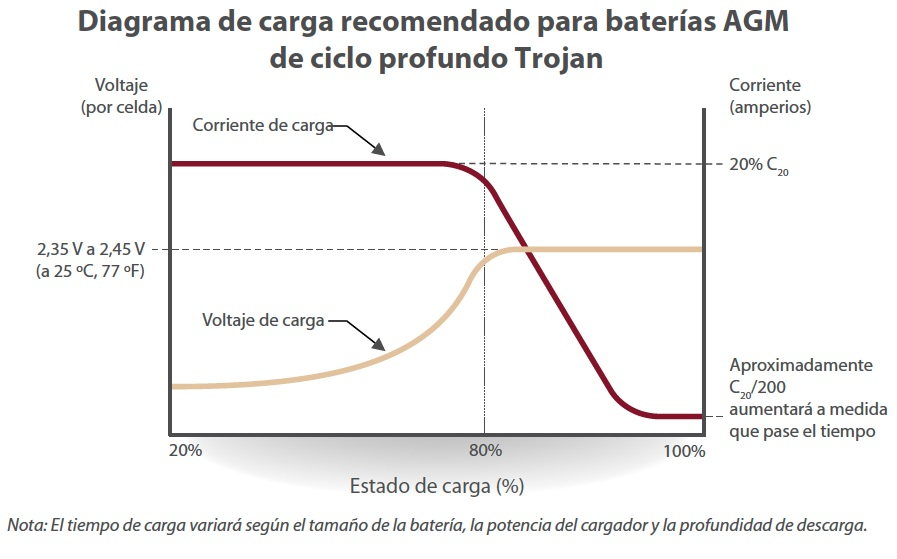 Diagrama de carga recomendado para baterías AGM
de ciclo profundo Trojan
Voltaje
(por celda)
Corriente
(amperios)
Corriente de carga
20% C20
2,35 V a 2,45 V
(a 25 ºC, 77 ºF)
Voltaje de carga
Aproximadamente
C20/200
aumentará a medida
que pase el tiempo
20%
80%
100%
Estado de carga (%)
Nota: El tiempo de carga variará según el tamaño de la batería, la potencia del cargador y la profundidad de descarga.